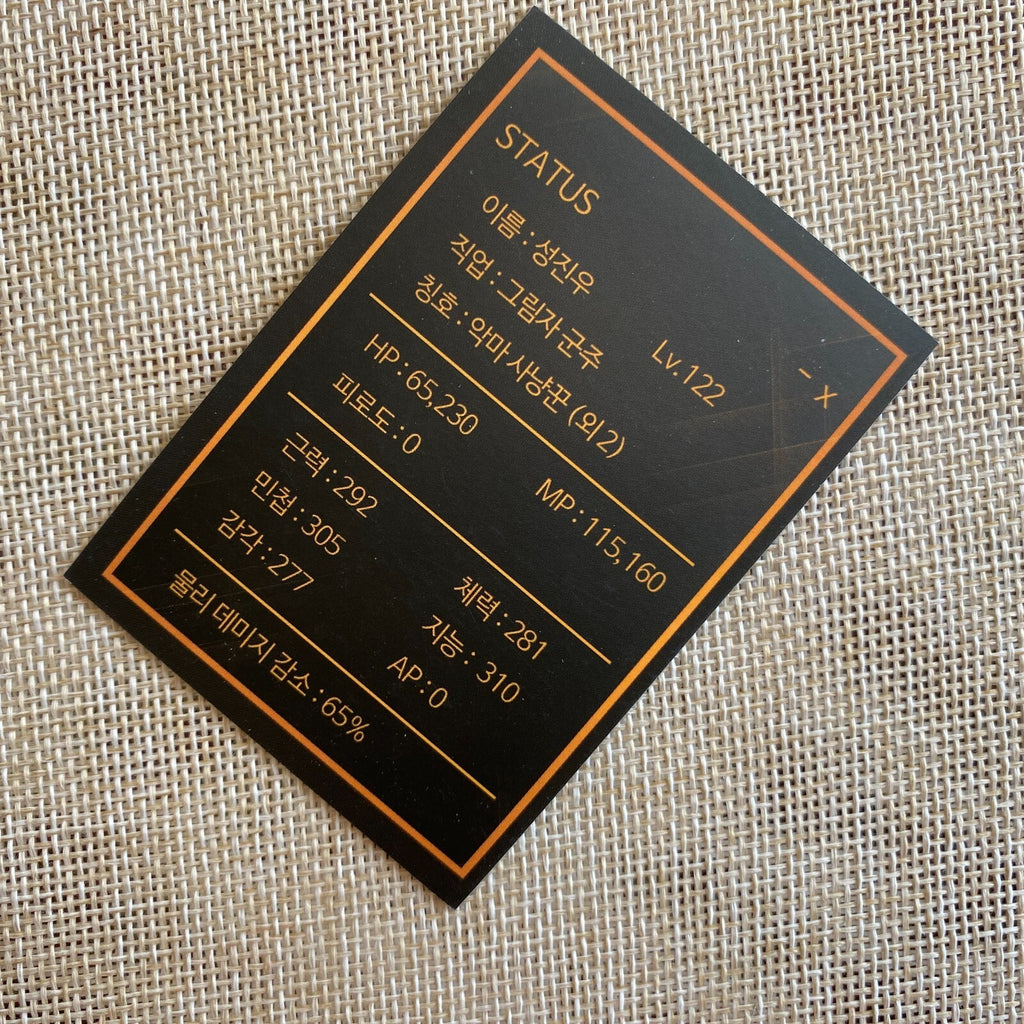 - x
STATUS
이름 : 성진우 Lv.122
직업 : 그림자 군주
칭호 : 악마 사냥꾼 (외 2)
HP : 65,230 MP : 115,160
피로도 : 0
근력 : 292 체력 : 281
민첩 : 305 지능 : 310
감각 : 277 AP : 0
물리 데미지 감소 : 65%